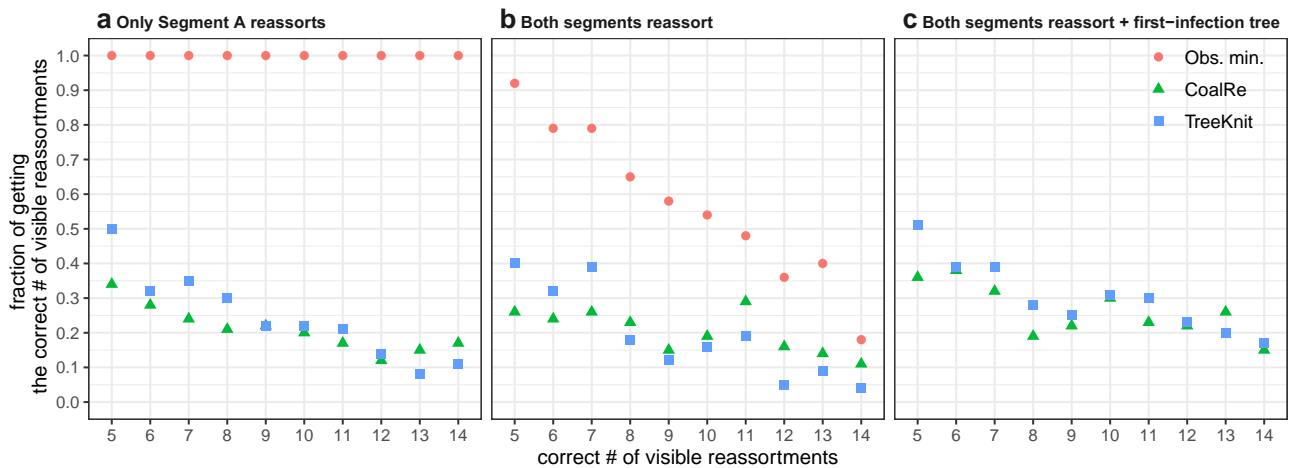 a Only Segment A reassorts
b Both segments reassort
c Both segments reassort + first−infection tree
fraction of getting
the correct # of visible reassortments
1.0
0.9
0.8
0.7
0.6
0.5
0.4
0.3
0.2
0.1
0.0
Obs. min.
CoalRe
TreeKnit
5 6 7 8 9 10 11 12 13 14
5 6 7 8 9 10 11 12 13 14
5 6 7 8 9 10 11 12 13 14
correct # of visible reassortments